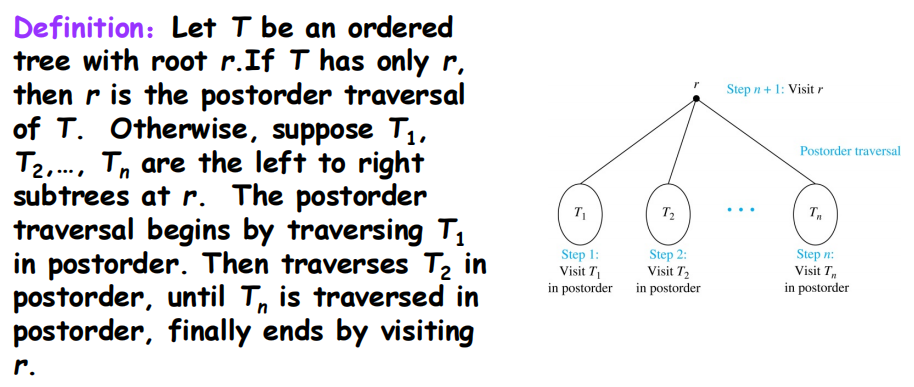 Definition: Let T be an ordered
tree with root r.If T has only r,
then r is the postorder traversal
of T. Otherwise, suppose T₁,
T₂,…, Tₙ are the left to right
subtrees at r. The postorder
traversal begins by traversing T₁
in postorder. Then traverses T₂ in
postorder, until Tₙ is traversed in
postorder, finally ends by visiting
r.
r
Step n + 1: Visit r
Postorder traversal
T₁
T₂
• • •
Tₙ
Step 1:
Visit T₁
in postorder
Step 2:
Visit T₂
in postorder
Step n:
Visit Tₙ
in postorder